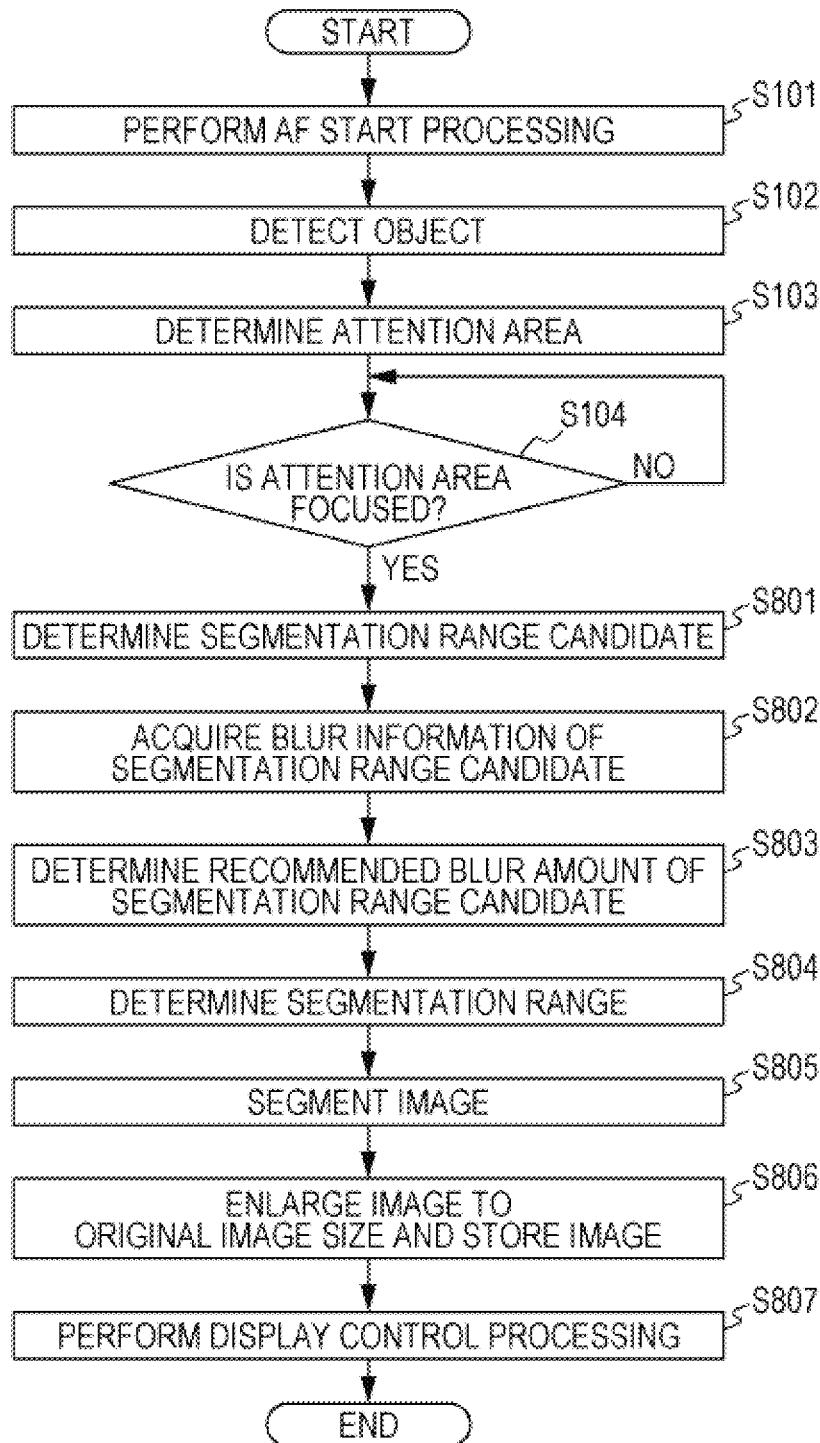 START
S101
PERFORM AF START PROCESSING
S102
DETECT OBJECT
S103
DETERMINE ATTENTION AREA
S104
IS ATTENTION AREA
FOCUSED?
NO
YES
S801
DETERMINE SEGMENTATION RANGE CANDIDATE
S802
ACQUIRE BLUR INFORMATION OF
SEGMENTATION RANGE CANDIDATE
S803
DETERMINE RECOMMENDED BLUR AMOUNT OF
SEGMENTATION RANGE CANDIDATE
S804
DETERMINE SEGMENTATION RANGE
S805
SEGMENT IMAGE
S806
ENLARGE IMAGE TO
ORIGINAL IMAGE SIZE AND STORE IMAGE
S807
PERFORM DISPLAY CONTROL PROCESSING
END